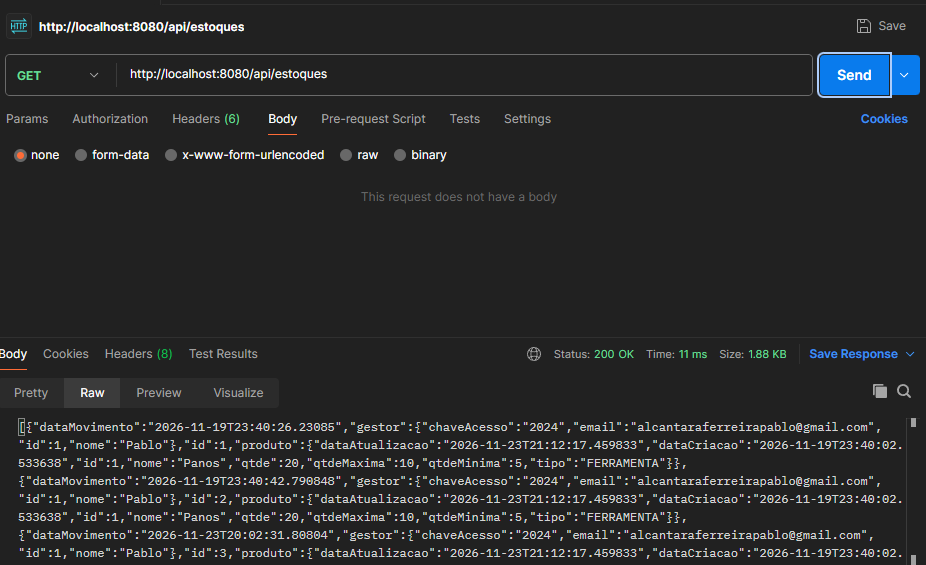 HTTP http://localhost:8080/api/estoques Save
GET http://localhost:8080/api/estoques Send
Params Authorization Headers (6) Body Pre-request Script Tests Settings Cookies
none form-data x-www-form-urlencoded raw binary
This request does not have a body
Body Cookies Headers (8) Test Results Status: 200 OK Time: 11 ms Size: 1.88 KB Save Response
Pretty Raw Preview Visualize
[{"dataMovimento":"2026-11-19T23:40:26.23085","gestor":{"chaveAcesso":"2024","email":"alcantaraferreirapablo@gmail.com",
"id":1,"nome":"Pablo"},"id":1,"produto":{"dataAtualizacao":"2026-11-23T21:12:17.459833","dataCriacao":"2026-11-19T23:40:02.
533638","id":1,"nome":"Panos","qtde":20,"qtdeMaxima":10,"qtdeMinima":5,"tipo":"FERRAMENTA"}},
{"dataMovimento":"2026-11-19T23:40:42.790848","gestor":{"chaveAcesso":"2024","email":"alcantaraferreirapablo@gmail.com",
"id":1,"nome":"Pablo"},"id":2,"produto":{"dataAtualizacao":"2026-11-23T21:12:17.459833","dataCriacao":"2026-11-19T23:40:02.
533638","id":1,"nome":"Panos","qtde":20,"qtdeMaxima":10,"qtdeMinima":5,"tipo":"FERRAMENTA"}},
{"dataMovimento":"2026-11-23T20:02:31.80804","gestor":{"chaveAcesso":"2024","email":"alcantaraferreirapablo@gmail.com",
"id":1,"nome":"Pablo"},"id":3,"produto":{"dataAtualizacao":"2026-11-23T21:12:17.459833","dataCriacao":"2026-11-19T23:40:02.